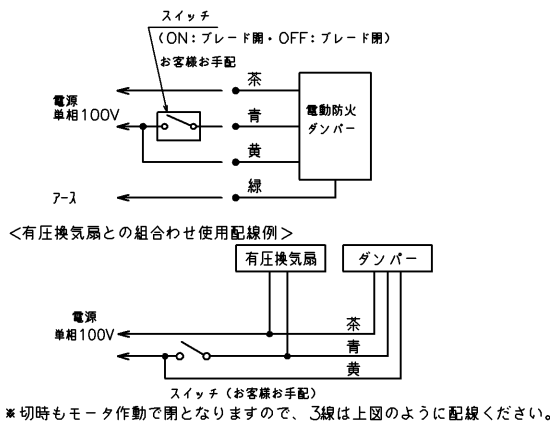 スイッチ
(ON:ブレード開・OFF:ブレード閉)
お客様お手配
茶
電源
単相100V
青
電動防火
ダンパー
黄
緑
アース
<有圧換気扇との組合わせ使用配線例>
有圧換気扇
ダンパー
電源
単相100V
茶
青
黄
スイッチ(お客様お手配)
※切時もモータ作動で閉となりますので、3線は上図のように配線ください。